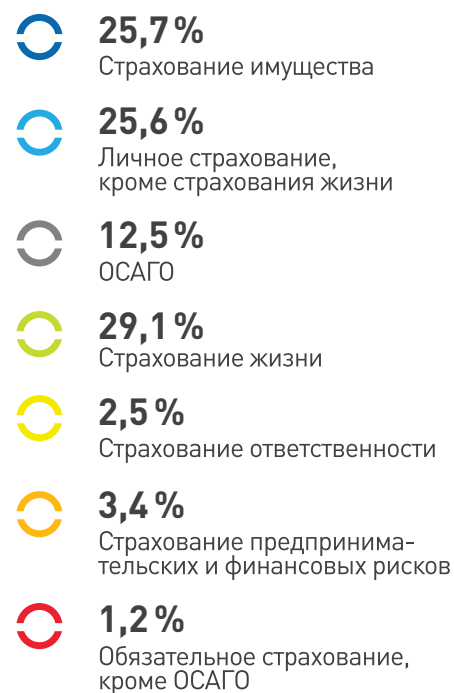 25,7 %
Страхование имущества
25,6 %
Личное страхование,
кроме страхования жизни
12,5 %
ОСАГО
29,1 %
Страхование жизни
2,5 %
Страхование ответственности
3,4 %
Страхование предпринима-
тельских и финансовых рисков
1,2 %
Обязательное страхование,
кроме ОСАГО